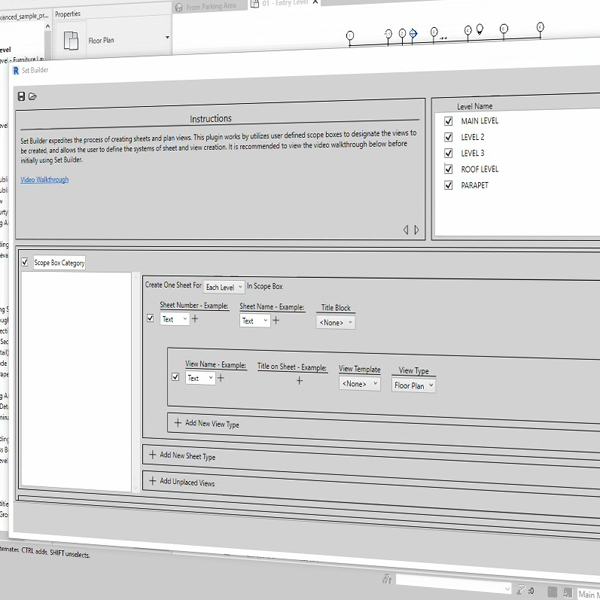 anced_sample_pr...
Properties
From Parking Area
01 - Entry Level
Floor Plan
Set Builder
Instructions
Set Builder expedites the process of creating sheets and plan views. This plugin works by utilizes user defined scope boxes to designate the views to
be created, and allows the user to define the systems of sheet and view creation. It is recommended to view the video walkthrough below before
initially using Set Builder.
Video Walkthrough
Level Name
MAIN LEVEL
LEVEL 2
LEVEL 3
ROOF LEVEL
PARAPET
Scope Box Category
Create One Sheet For Each Level In Scope Box
Sheet Number - Example: Sheet Name - Example: Title Block
Text + Text + <None>
View Name - Example: Title on Sheet - Example: View Template View Type
Text + + <None> Floor Plan
+ Add New View Type
+ Add New Sheet Type
+ Add Unplaced Views
ternates. CTRL adds, SHIFT unselects.
:0
Main M